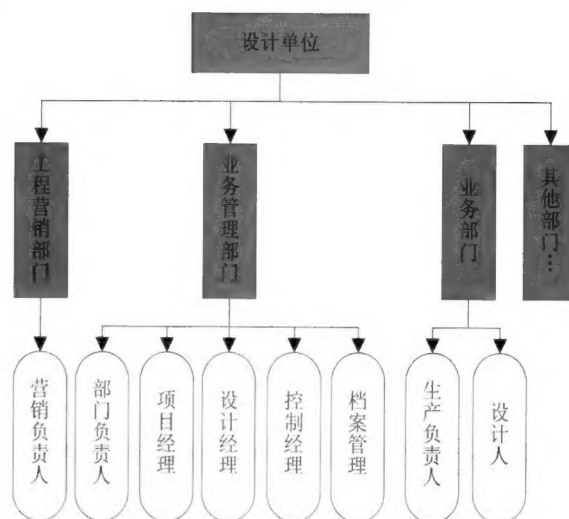 设计单位
工程营销部门
业务管理部门
业务部门
其他部门…
营销负责人
部门负责人
项目经理
设计经理
控制经理
档案管理
生产负责人
设计人